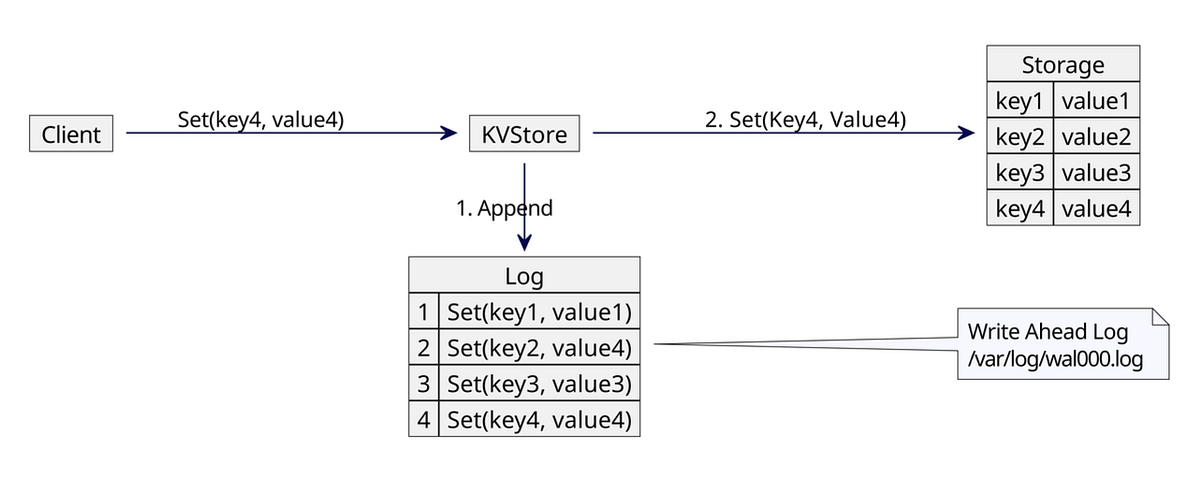 Client
Set(key4, value4)
KVStore
2. Set(Key4, Value4)
Storage
key1 value1
key2 value2
key3 value3
key4 value4
1. Append
Log
1 Set(key1, value1)
2 Set(key2, value4)
3 Set(key3, value3)
4 Set(key4, value4)
Write Ahead Log
/var/log/wal000.log